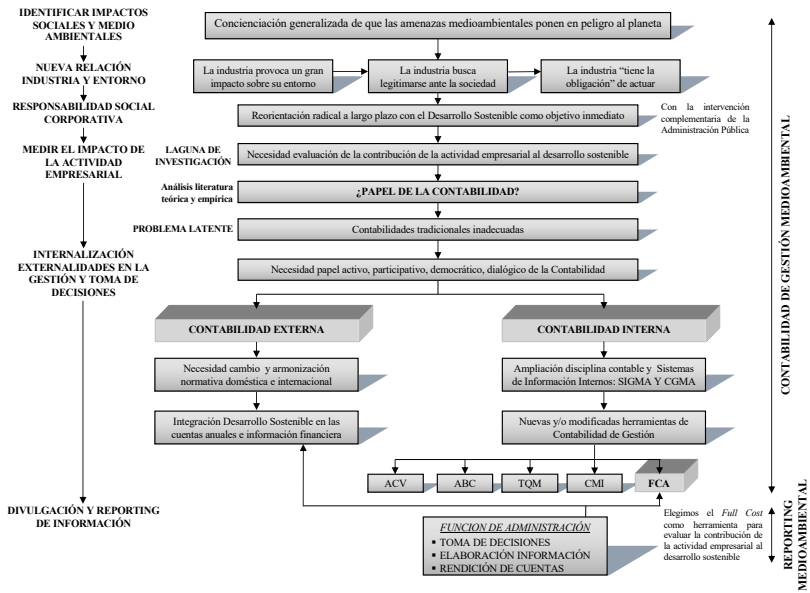 IDENTIFICAR IMPACTOS
SOCIALES Y MEDIO
AMBIENTALES
NUEVA RELACIÓN
INDUSTRIA Y ENTORNO
RESPONSABILIDAD SOCIAL
CORPORATIVA
MEDIR EL IMPACTO DE
LA ACTIVIDAD
EMPRESARIAL
INTERNALIZACIÓN
EXTERNALIDADES EN LA
GESTIÓN Y TOMA DE
DECISIONES
DIVULGACIÓN Y REPORTING
DE INFORMACIÓN
Concienciación generalizada de que las amenazas medioambientales ponen en peligro al planeta
La industria provoca un gran
impacto sobre su entorno
La industria busca
legitimarse ante la sociedad
La industria “tiene la
obligación” de actuar
Reorientación radical a largo plazo con el Desarrollo Sostenible como objetivo inmediato
Con la intervención
complementaria de la
Administración Pública
LAGUNA DE
INVESTIGACIÓN
Necesidad evaluación de la contribución de la actividad empresarial al desarrollo sostenible
Análisis literatura
teórica y empírica
¿PAPEL DE LA CONTABILIDAD?
PROBLEMA LATENTE
Contabilidades tradicionales inadecuadas
Necesidad papel activo, participativo, democrático, dialógico de la Contabilidad
CONTABILIDAD EXTERNA
CONTABILIDAD INTERNA
Necesidad cambio y armonización
normativa doméstica e internacional
Ampliación disciplina contable y Sistemas
de Información Internos: SIGMA Y CGMA
Integración Desarrollo Sostenible en las
cuentas anuales e información financiera
Nuevas y/o modificadas herramientas de
Contabilidad de Gestión
ACV
ABC
TQM
CMI
FCA
FUNCION DE ADMINISTRACIÓN
▪ TOMA DE DECISIONES
▪ ELABORACIÓN INFORMACIÓN
▪ RENDICIÓN DE CUENTAS
Elegimos el Full Cost
como herramienta para
evaluar la contribución de
la actividad empresarial al
desarrollo sostenible
CONTABILIDAD DE GESTIÓN MEDIOAMBIENTAL
REPORTING
MEDIOAMBIENTAL